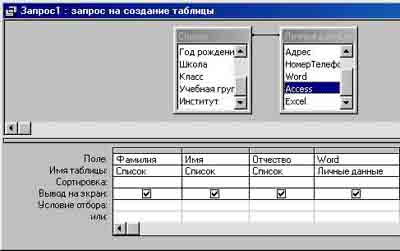 Запрос1 : запрос на создание таблицы
Список
Личные данные
Год рождени
Школа
Класс
Учебная груп
Институт
Адрес
НомерТелефо
Word
Access
Excel
Поле: Фамилия Имя Отчество Word
Имя таблицы: Список Список Список Личные данные
Сортировка:
Вывод на экран:
Условие отбора:
или: